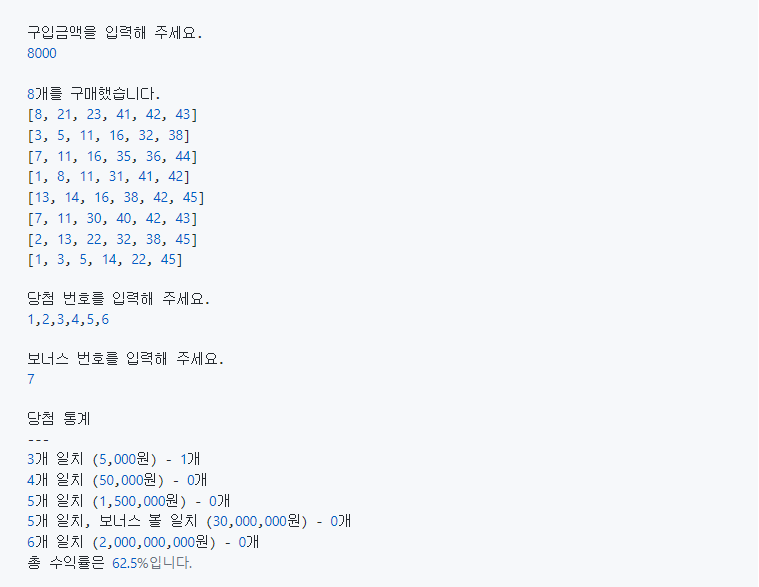 구입금액을 입력해 주세요.
8000
8개를 구매했습니다.
[8, 21, 23, 41, 42, 43]
[3, 5, 11, 16, 32, 38]
[7, 11, 16, 35, 36, 44]
[1, 8, 11, 31, 41, 42]
[13, 14, 16, 38, 42, 45]
[7, 11, 30, 40, 42, 43]
[2, 13, 22, 32, 38, 45]
[1, 3, 5, 14, 22, 45]
당첨 번호를 입력해 주세요.
1,2,3,4,5,6
보너스 번호를 입력해 주세요.
7
당첨 통계
---
3개 일치 (5,000원) - 1개
4개 일치 (50,000원) - 0개
5개 일치 (1,500,000원) - 0개
5개 일치, 보너스 볼 일치 (30,000,000원) - 0개
6개 일치 (2,000,000,000원) - 0개
총 수익률은 62.5%입니다.